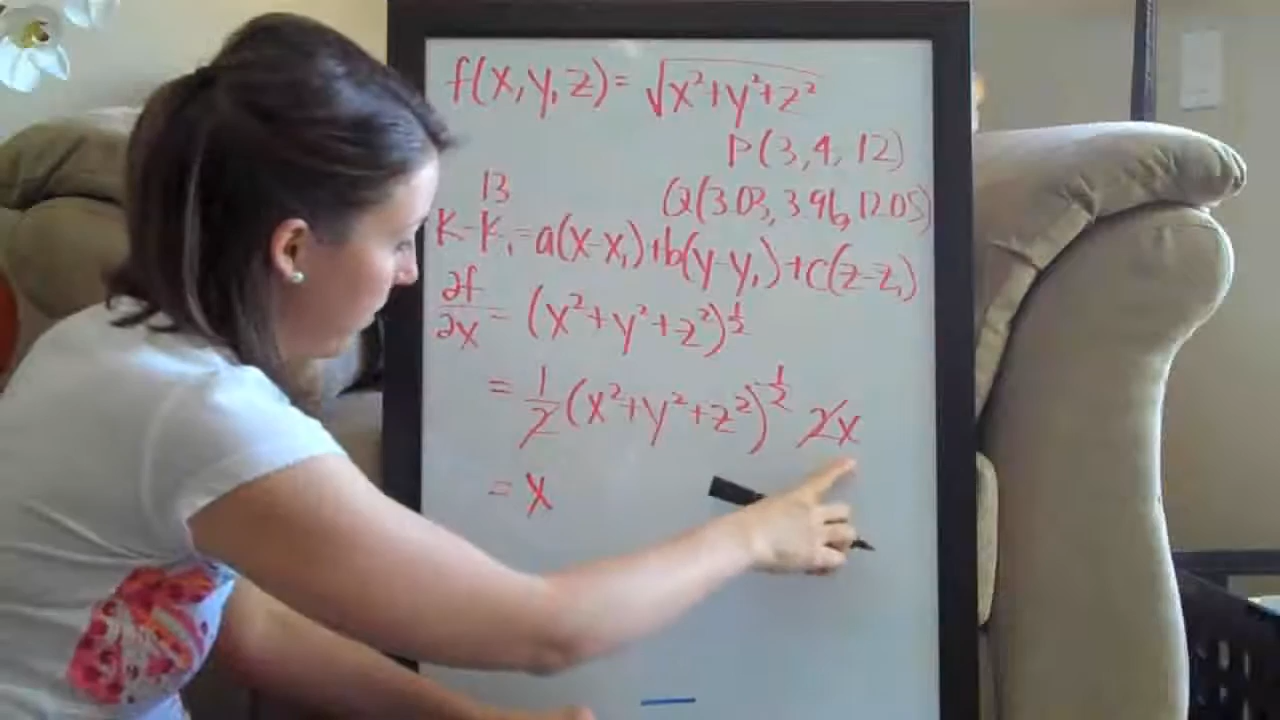 f(x,y,z)=√x²+y²+z²
P(3,4,12)
13
Q(3.03, 3.96, 12.05)
K-K₁=a(x-x₁)+b(y-y₁)+c(z-z₁)
∂f/∂x = (x²+y²+z²)^½
= 1/2 (x²+y²+z²)^-½ 2x
= x